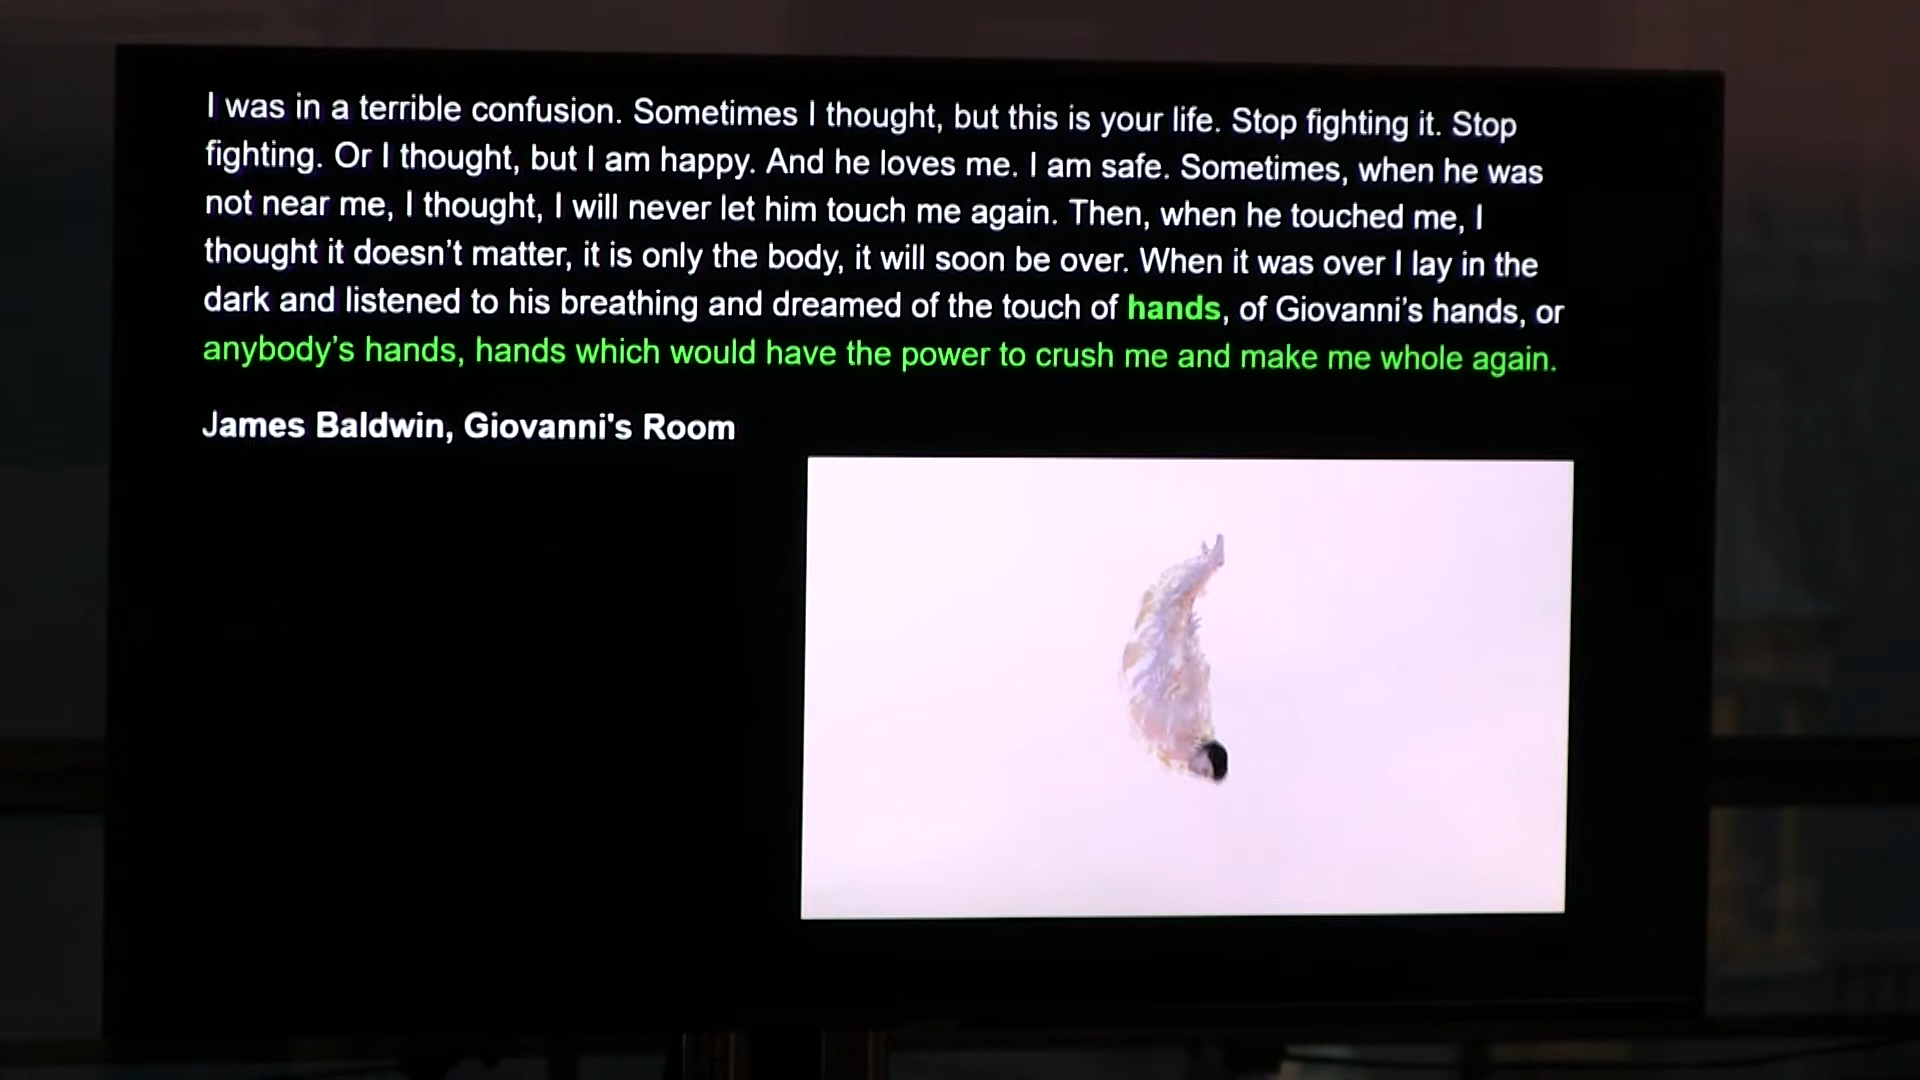 I was in a terrible confusion. Sometimes I thought, but this is your life. Stop fighting it. Stop
fighting. Or I thought, but I am happy. And he loves me. I am safe. Sometimes, when he was
not near me, I thought, I will never let him touch me again. Then, when he touched me, I
thought it doesn’t matter, it is only the body, it will soon be over. When it was over I lay in the
dark and listened to his breathing and dreamed of the touch of hands, of Giovanni’s hands, or
anybody’s hands, hands which would have the power to crush me and make me whole again.
James Baldwin, Giovanni's Room